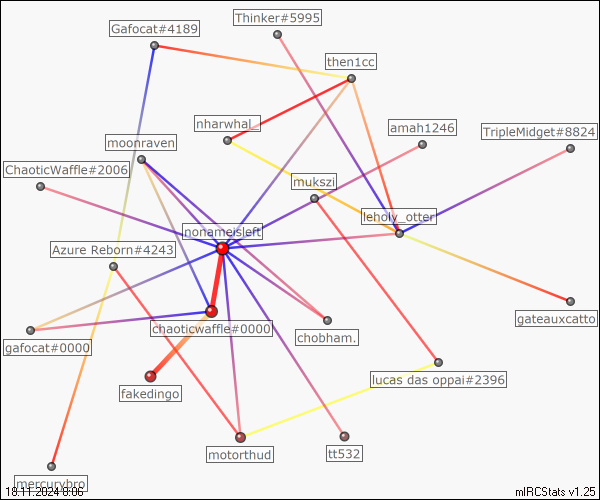 Thinker#5995
Gafocat#4189
then1cc
nharwhal_
amah1246
TripleMidget#8824
moonraven
ChaoticWaffle#2006
mukszi
leholy_otter
nonameisleft
Azure Reborn#4243
gateauxcatto
chaoticwaffle#0000
chobham.
gafocat#0000
lucas das oppai#2396
fakedingo
motorthud
tt532
mercurybro
18.11.2024 0:06
mIRCStats v1.25